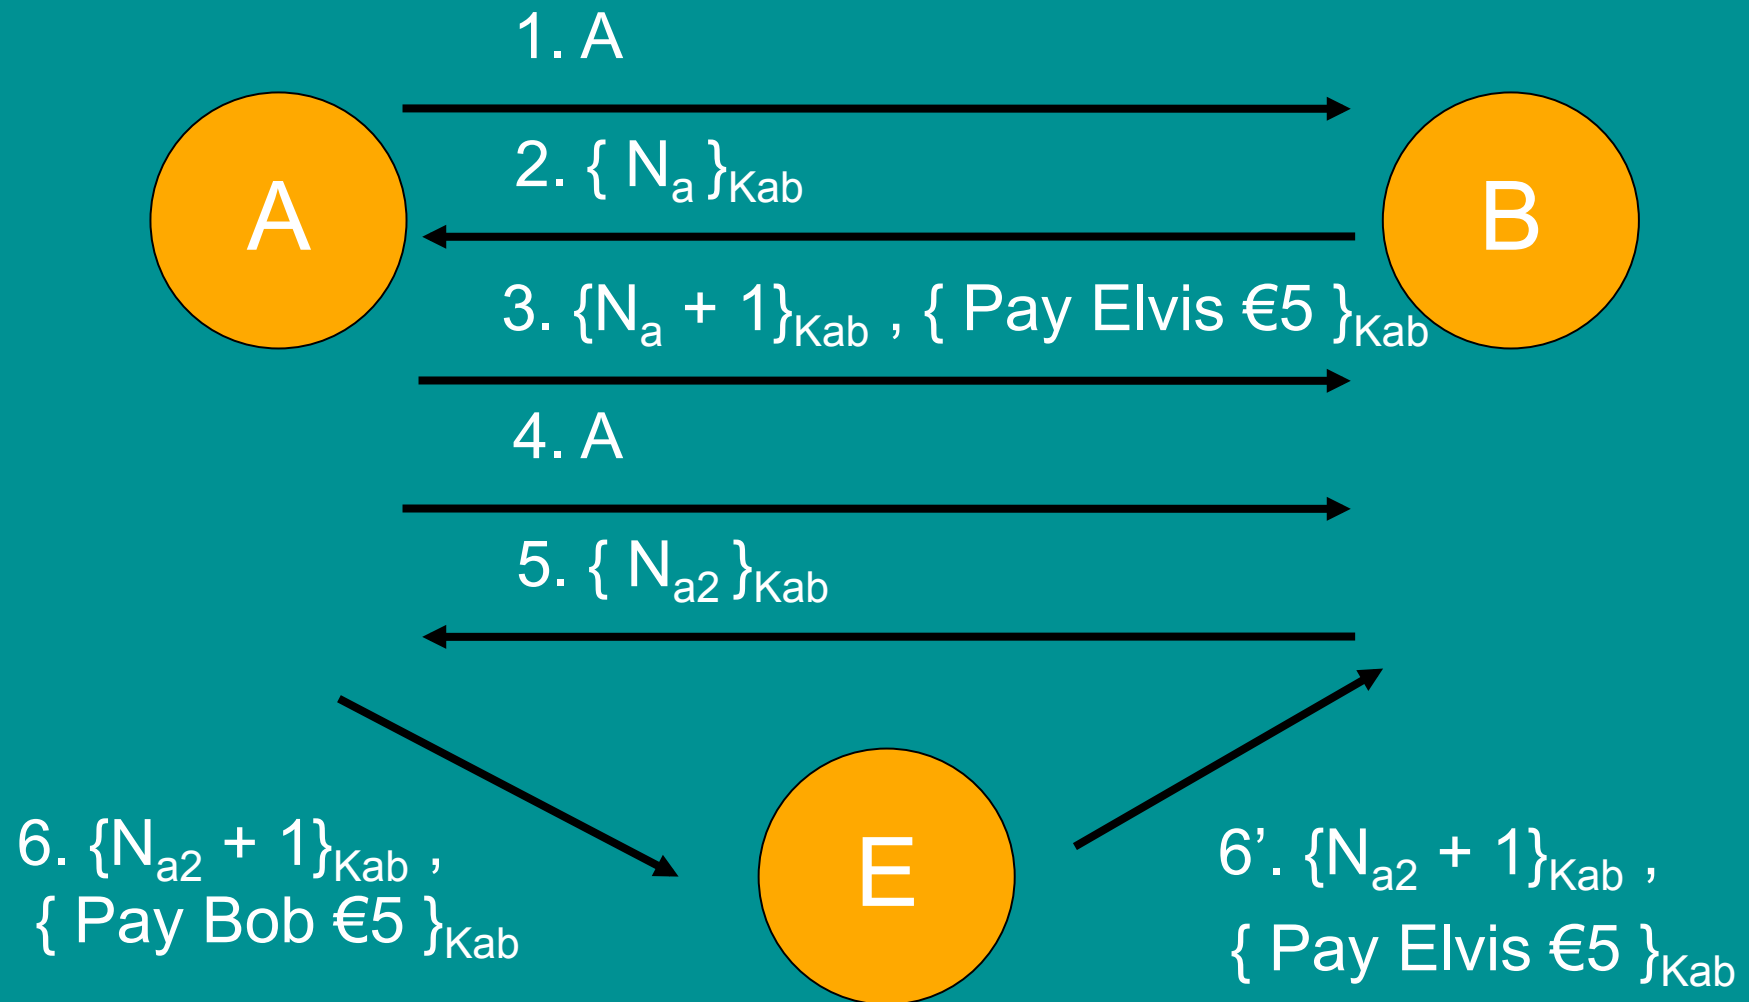 1. A
A
B
2. { Nₐ }Kab
3. {Nₐ + 1}Kab , { Pay Elvis €5 }Kab
4. A
5. { Nₐ₂ }Kab
6. {Nₐ₂ + 1}Kab ,
{ Pay Bob €5 }Kab
E
6’. {Nₐ₂ + 1}Kab ,
{ Pay Elvis €5 }Kab